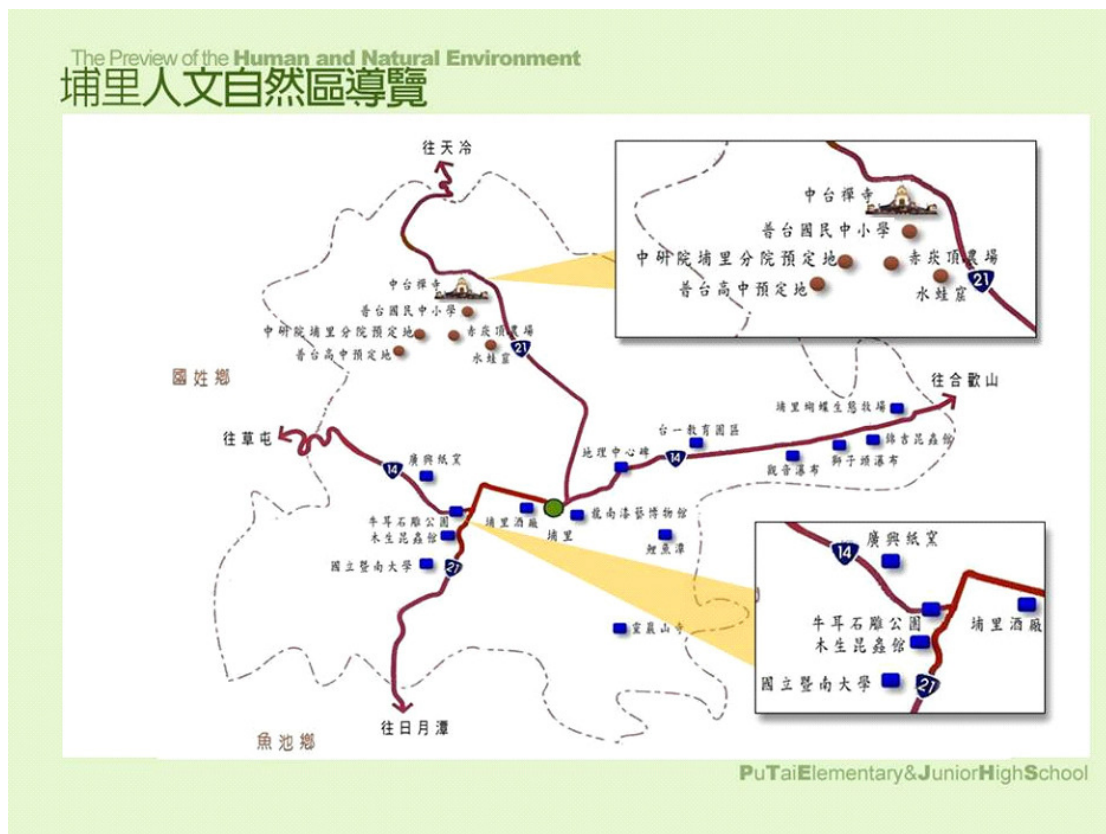 The Preview of the Human and Natural Environment
埔里人文自然區導覽
往天冷
中台禪寺
普台國民中小學
中研院埔里分院預定地
赤崁頂農場
普台高中預定地
水蛙窟
21
中台禪寺
普台國民中小學
中研院埔里分院預定地
赤崁頂農場
普台高中預定地
水蛙窟
21
國姓鄉
往合歡山
埔里蝴蝶生態牧場
往草屯
台一教育園區
錦吉昆蟲館
地理中心碑
14
觀音瀑布
獅子頭瀑布
廣興紙窯
14
牛耳石雕公園
埔里酒廠
埔里
龍南漆藝博物館
木生昆蟲館
鯉魚潭
國立暨南大學
21
靈巖山寺
14
廣興紙窯
牛耳石雕公園
埔里酒廠
木生昆蟲館
國立暨南大學
21
往日月潭
魚池鄉
PuTaiElementary&JuniorHighSchool